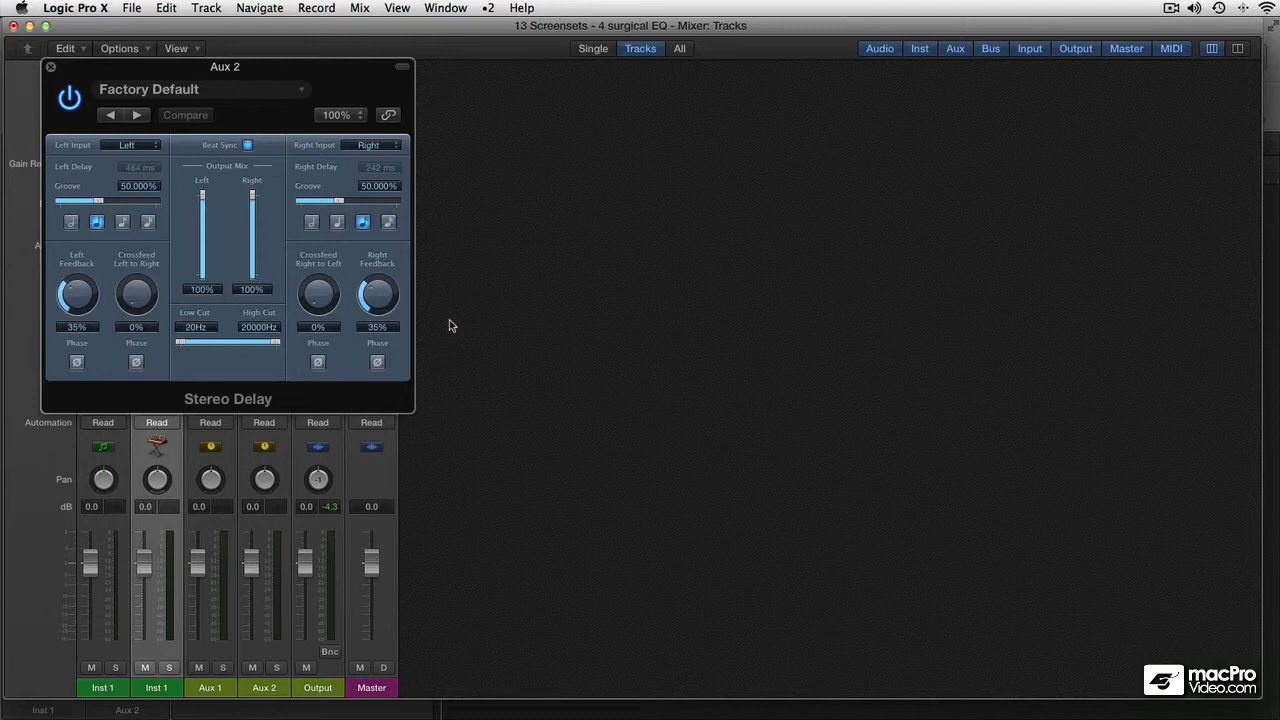 Logic Pro X File Edit Track Navigate Record Mix View Window •2 Help
13 Screensets - 4 surgical EQ - Mixer: Tracks
Edit Options View Single Tracks All Audio Inst Aux Bus Input Output Master MIDI
Aux 2
Factory Default
Compare 100%
Left Input Left Beat Sync Right Input Right
Left Delay 484 ms Output Mix Right Delay 242 ms
Gain Re
Left Right
Groove 50.000% Groove 50.000%
Left Feedback Crossfeed Left to Right Crossfeed Right to Left Right Feedback
100% 100%
Low Cut High Cut
35% 0% 20Hz 20000Hz 0% 35%
Phase Phase Phase Phase
Ø Ø Ø Ø
Stereo Delay
Automation Read Read Read Read Read Read
Pan -1
dB 0.0 0.0 0.0 0.0 0.0 -4.3 0.0
Bnc
M S M S M S M S M M D
Inst 1 Inst 1 Aux 1 Aux 2 Output Master
Inst 1 Aux 2
macPro
Video.com